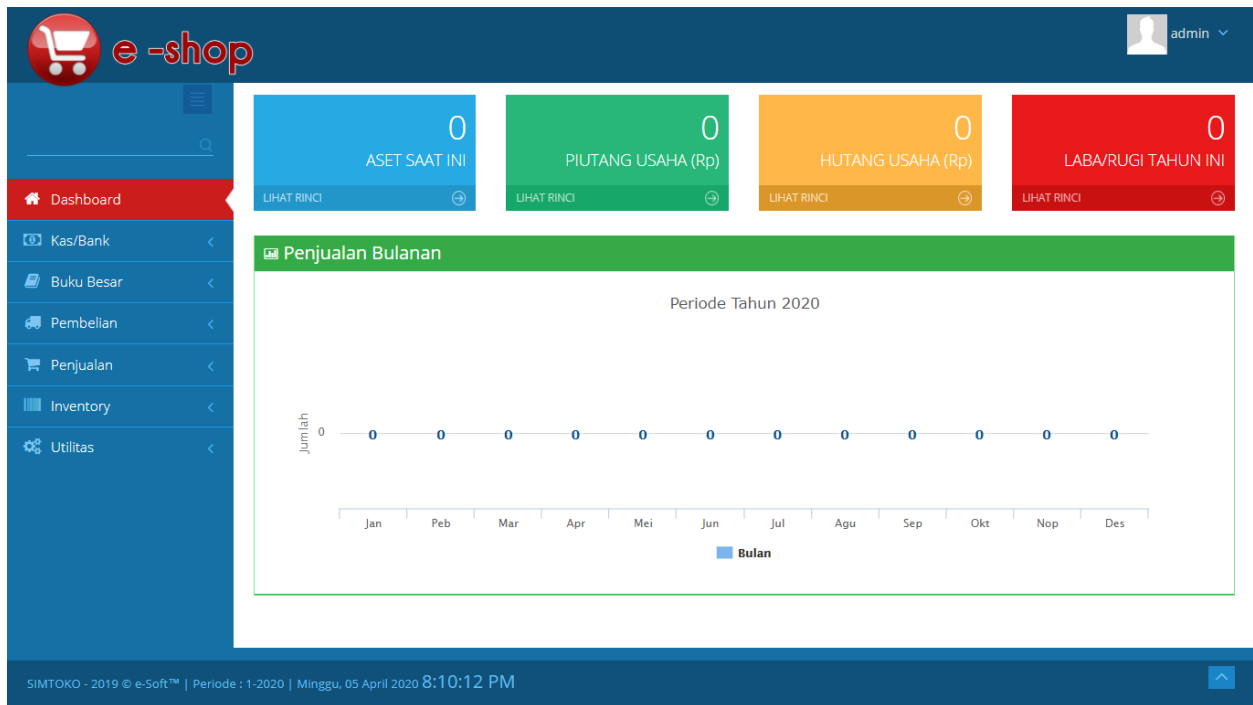 e -shop
admin
0
ASET SAAT INI
LIHAT RINCI
0
PIUTANG USAHA (Rp)
LIHAT RINCI
0
HUTANG USAHA (Rp)
LIHAT RINCI
0
LABA/RUGI TAHUN INI
LIHAT RINCI
Dashboard
Kas/Bank
Buku Besar
Pembelian
Penjualan
Inventory
Utilitas
Penjualan Bulanan
Periode Tahun 2020
Jumlah
0
0 0 0 0 0 0 0 0 0 0 0 0
Jan Peb Mar Apr Mei Jun Jul Agu Sep Okt Nop Des
Bulan
SIMTOKO - 2019 © e-Soft™ | Periode : 1-2020 | Minggu, 05 April 2020 8:10:12 PM